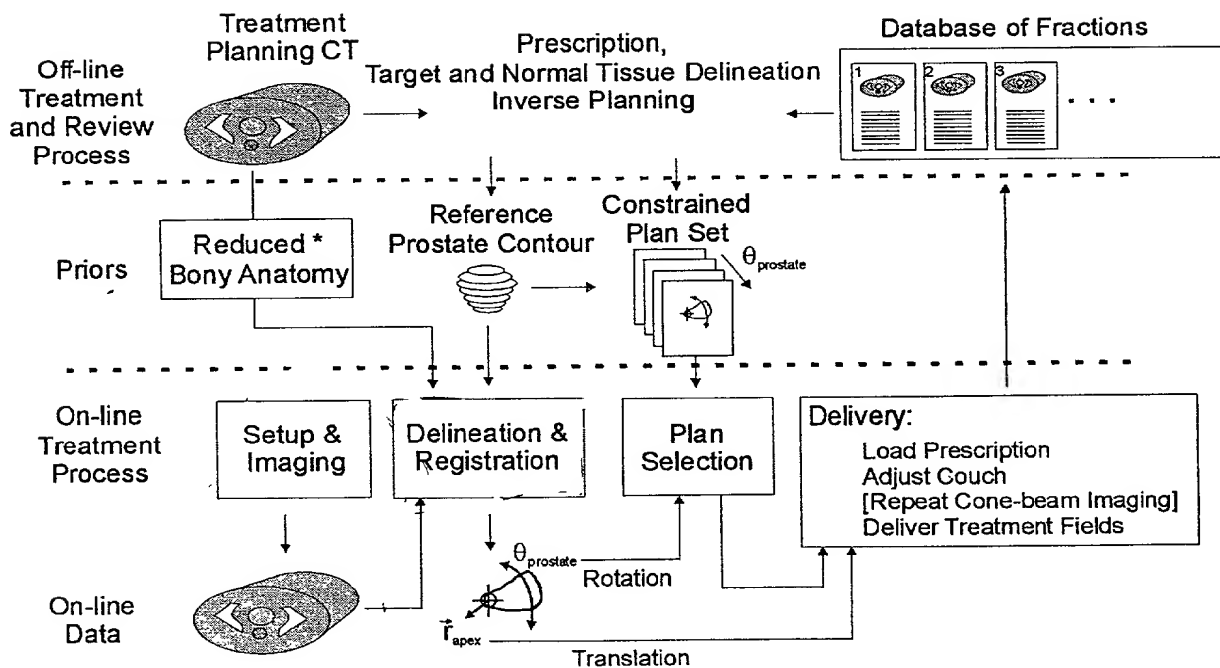 Treatment
Planning CT
Prescription,
Target and Normal Tissue Delineation
Inverse Planning
Database of Fractions
1
2
3
. . .
Off-line
Treatment
and Review
Process
Priors
Reduced *
Bony Anatomy
Reference
Prostate Contour
Constrained
Plan Set
θprostate
On-line
Treatment
Process
Setup &
Imaging
Delineation &
Registration
Plan
Selection
Delivery:
Load Prescription
Adjust Couch
[Repeat Cone-beam Imaging]
Deliver Treatment Fields
On-line
Data
θprostate
Rotation
r⃗apex
Translation